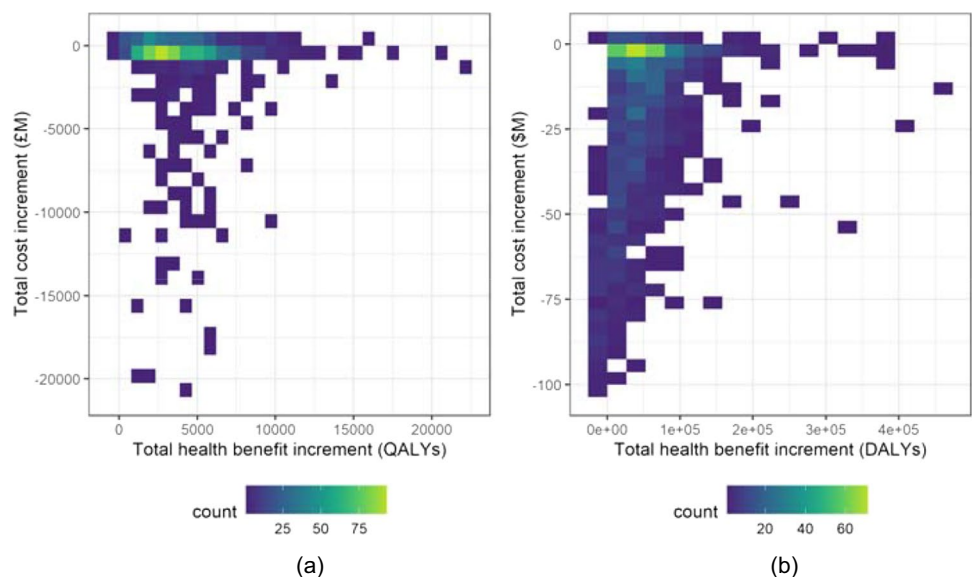 Total cost increment (£M)
0
-5000
-10000
-15000
-20000
0 5000 10000 15000 20000
Total health benefit increment (QALYs)
count
25 50 75
(a)
Total cost increment ($M)
0
-25
-50
-75
-100
0e+00 1e+05 2e+05 3e+05 4e+05
Total health benefit increment (DALYs)
count
20 40 60
(b)